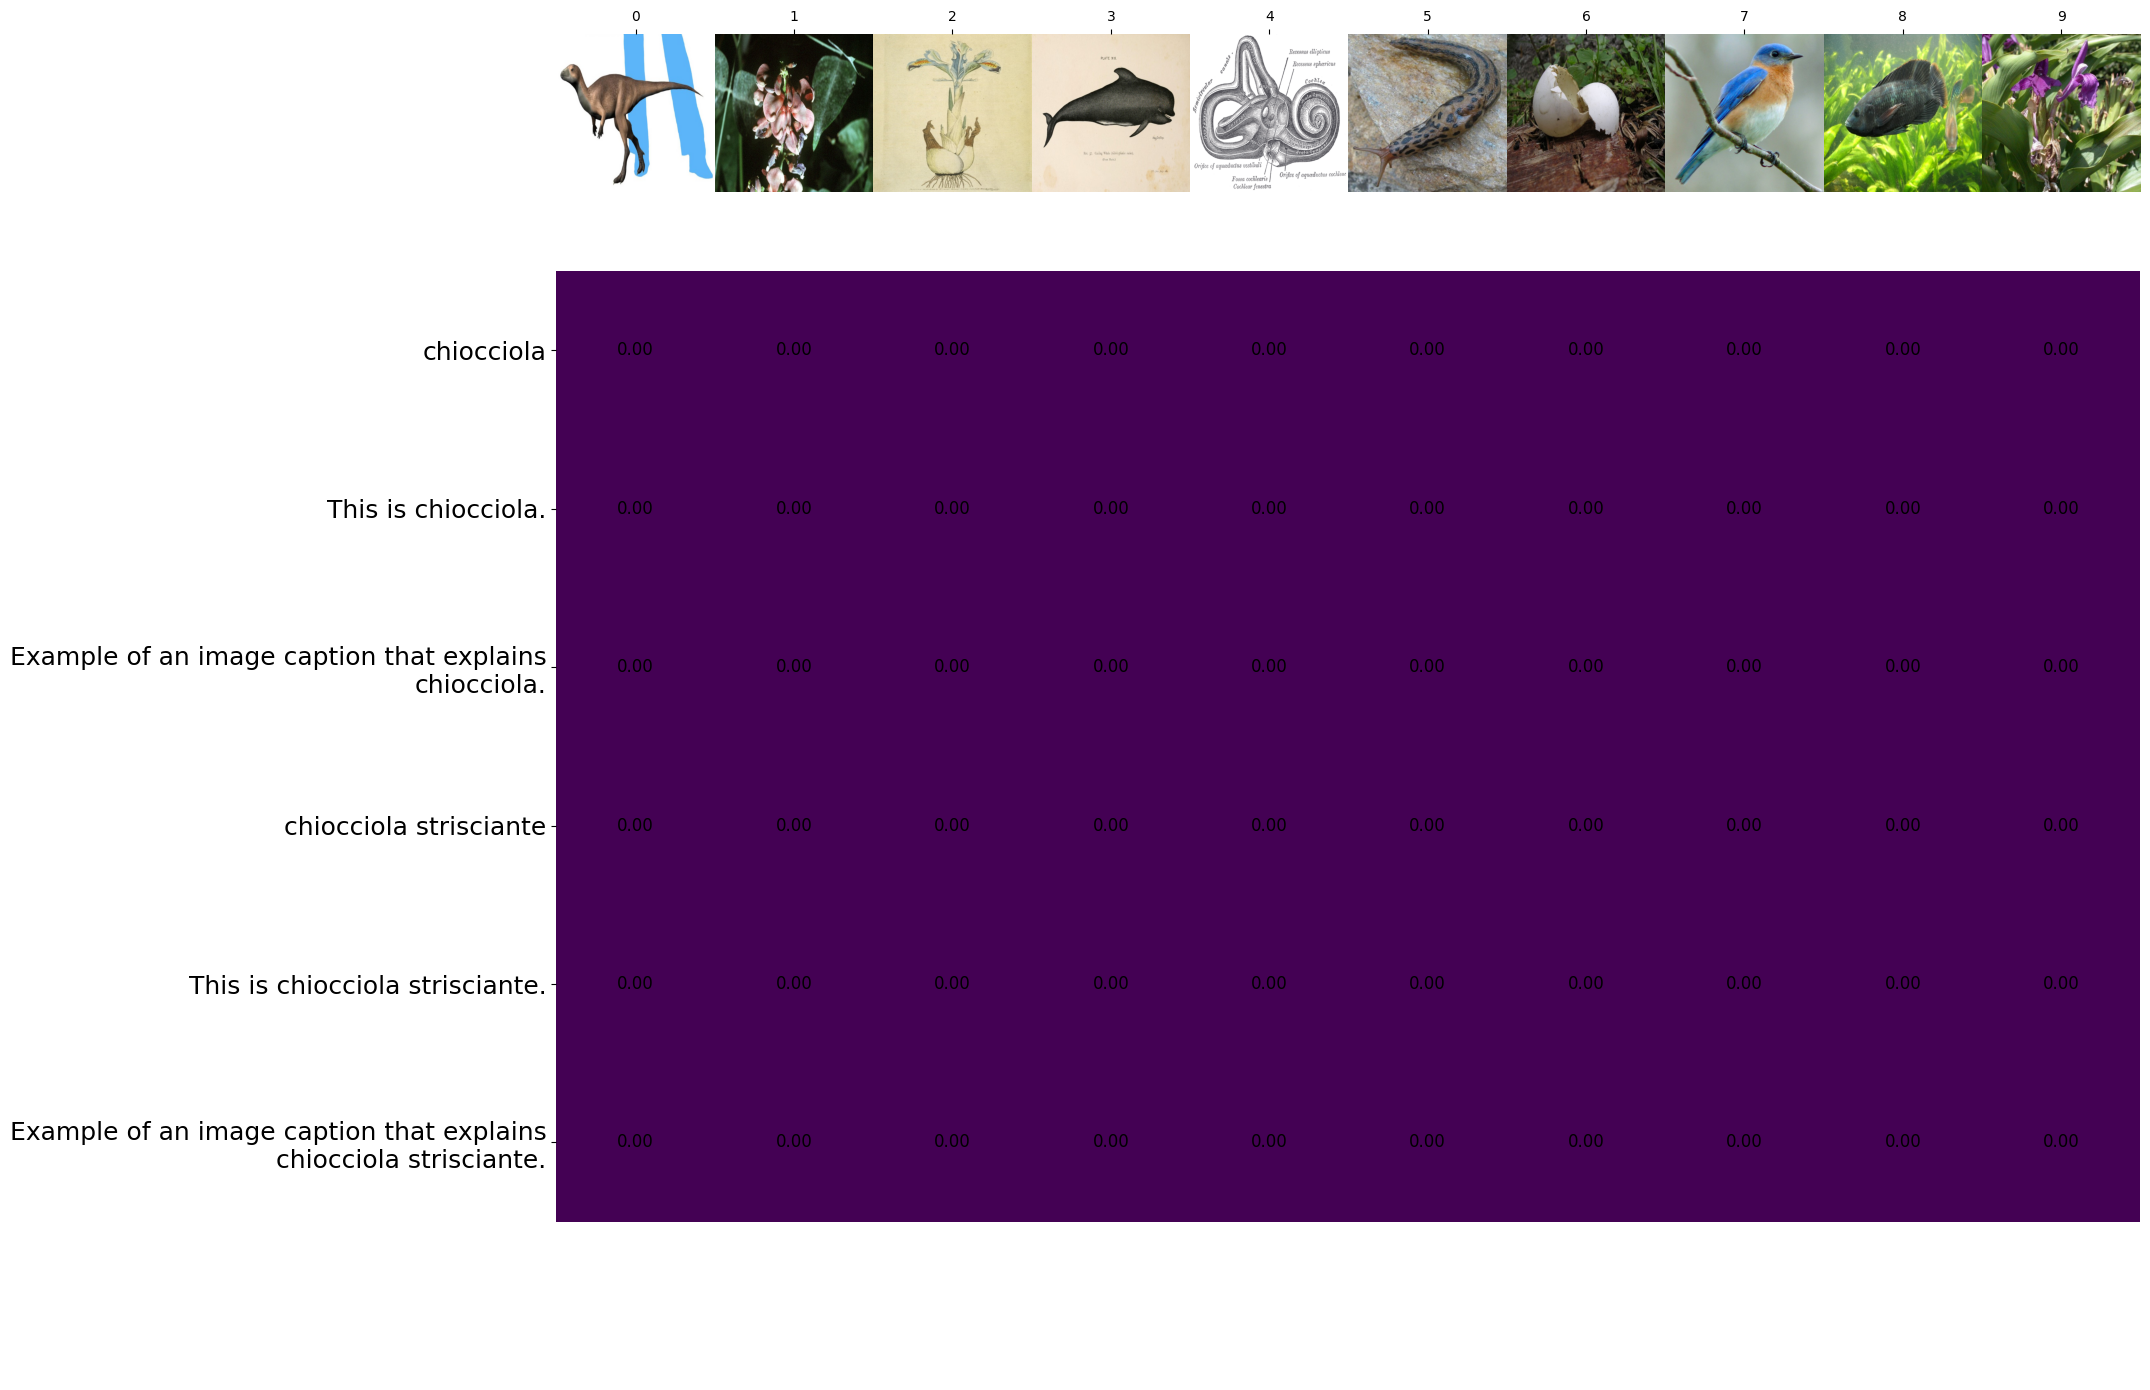 0 1 2 3 4 5 6 7 8 9
chiocciola 0.00 0.00 0.00 0.00 0.00 0.00 0.00 0.00 0.00 0.00
This is chiocciola. 0.00 0.00 0.00 0.00 0.00 0.00 0.00 0.00 0.00 0.00
Example of an image caption that explains
chiocciola. 0.00 0.00 0.00 0.00 0.00 0.00 0.00 0.00 0.00 0.00
chiocciola strisciante 0.00 0.00 0.00 0.00 0.00 0.00 0.00 0.00 0.00 0.00
This is chiocciola strisciante. 0.00 0.00 0.00 0.00 0.00 0.00 0.00 0.00 0.00 0.00
Example of an image caption that explains
chiocciola strisciante. 0.00 0.00 0.00 0.00 0.00 0.00 0.00 0.00 0.00 0.00